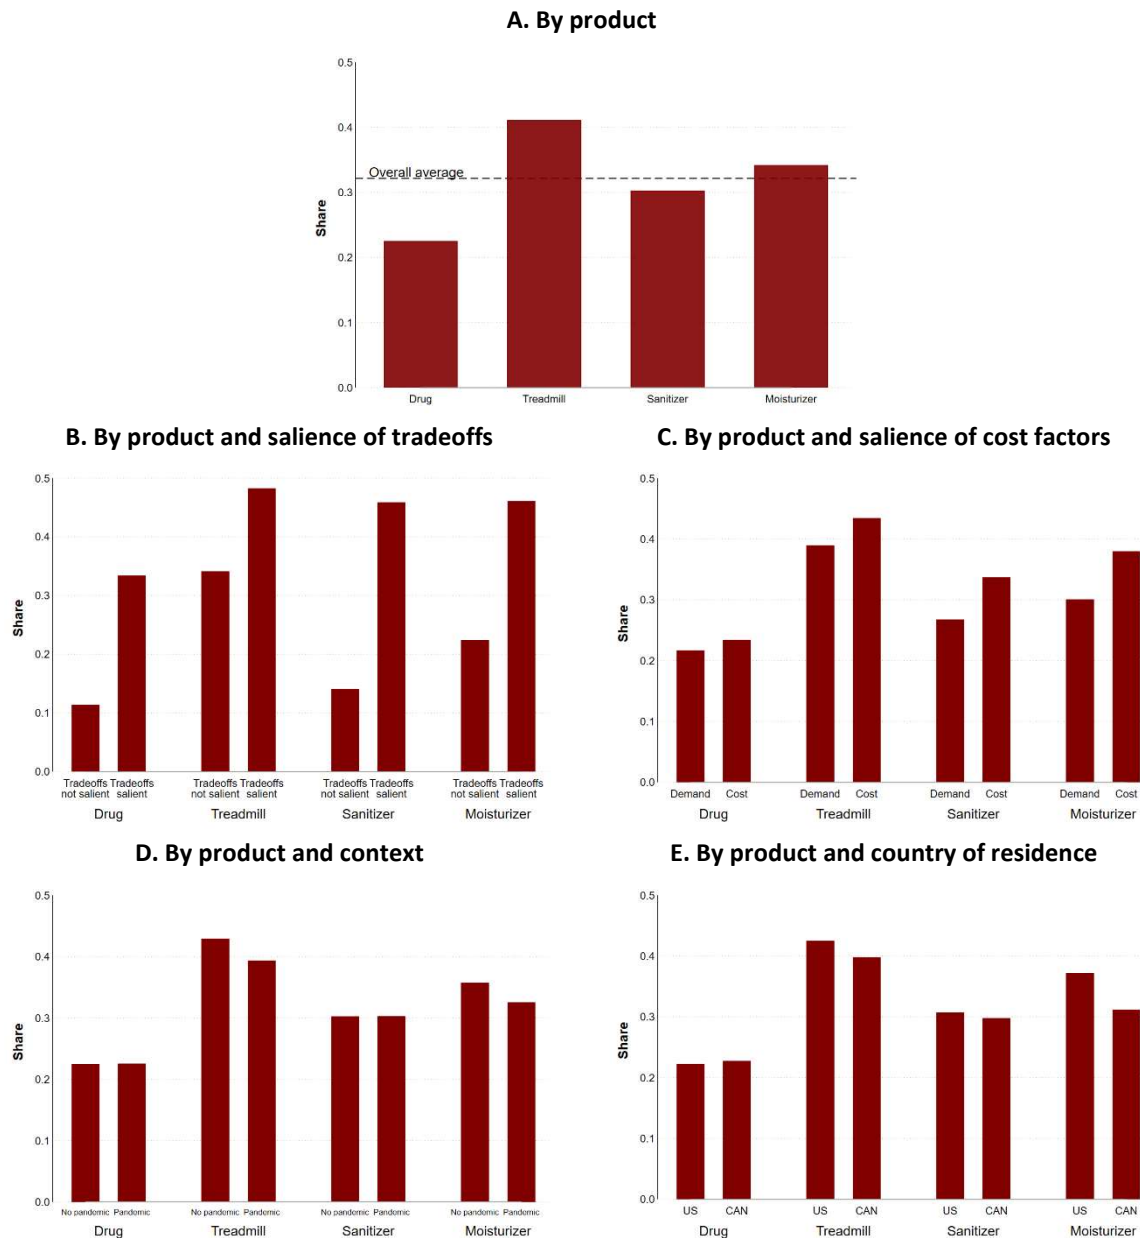 A. By product
0.5
0.4
Overall average
0.3
Share
0.2
0.1
0.0
Drug Treadmill Sanitizer Moisturizer
B. By product and salience of tradeoffs
0.5
0.4
0.3
Share
0.2
0.1
0.0
Tradeoffs Tradeoffs Tradeoffs Tradeoffs Tradeoffs Tradeoffs Tradeoffs Tradeoffs
not salient salient not salient salient not salient salient not salient salient
Drug Treadmill Sanitizer Moisturizer
C. By product and salience of cost factors
0.5
0.4
0.3
Share
0.2
0.1
0.0
Demand Cost Demand Cost Demand Cost Demand Cost
Drug Treadmill Sanitizer Moisturizer
D. By product and context
0.5
0.4
0.3
Share
0.2
0.1
0.0
No pandemic Pandemic No pandemic Pandemic No pandemic Pandemic No pandemic Pandemic
Drug Treadmill Sanitizer Moisturizer
E. By product and country of residence
0.5
0.4
0.3
Share
0.2
0.1
0.0
US CAN US CAN US CAN US CAN
Drug Treadmill Sanitizer Moisturizer